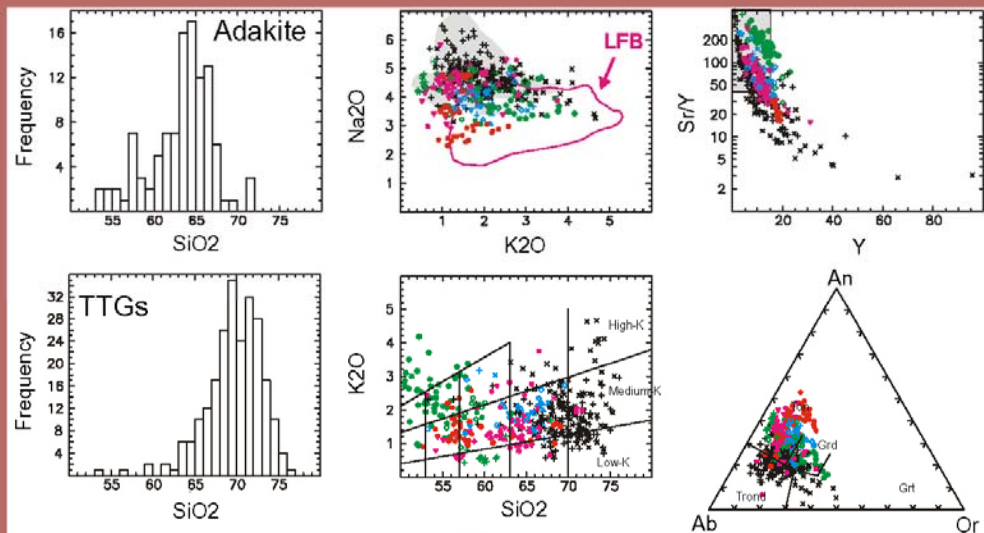 Adakite
Frequency
16
12
8
4
55 60 65 70 75
SiO2
LFB
Na2O
6
5
4
3
2
1
1 2 3 4 5
K2O
Sr/Y
200
100
50
20
10
5
2
20 40 60 80
Y
TTGs
Frequency
32
28
24
20
16
12
8
4
55 60 65 70 75
SiO2
K2O
5
4
3
2
1
High-K
Medium-K
Low-K
55 60 65 70 75 80
SiO2
An
Grd
Trond
Grt
Ab
Or